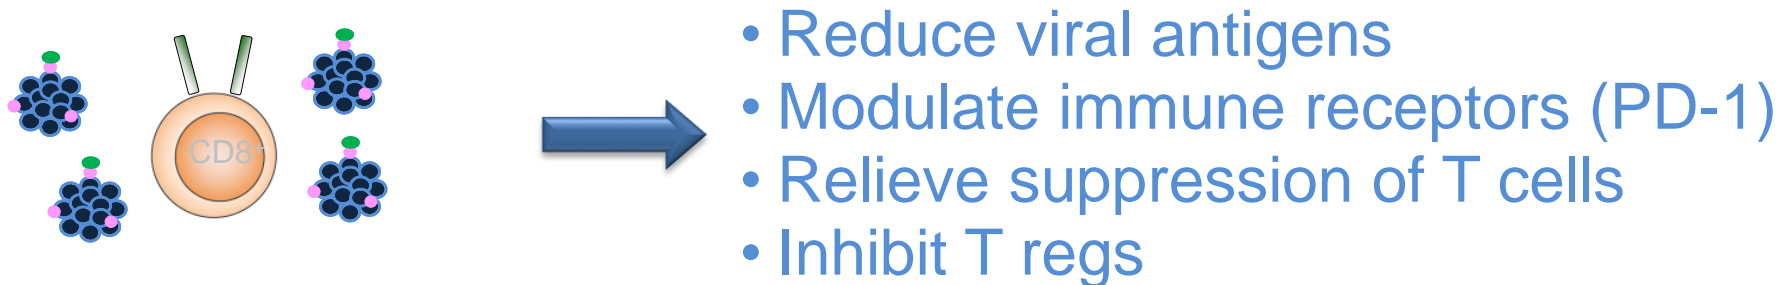 CD8+
• Reduce viral antigens
• Modulate immune receptors (PD-1)
• Relieve suppression of T cells
• Inhibit T regs